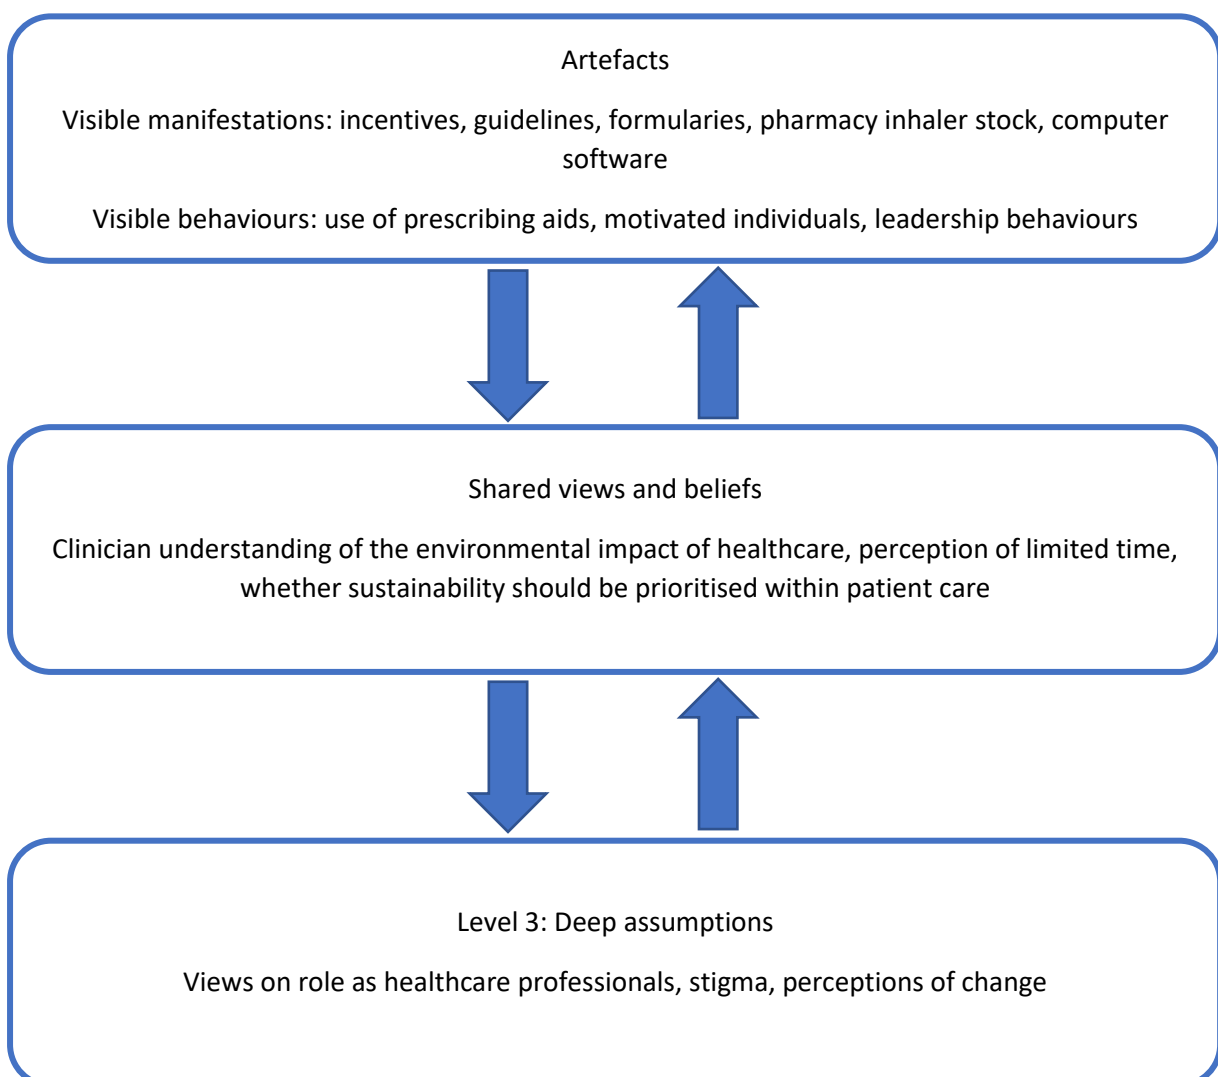 Artefacts
Visible manifestations: incentives, guidelines, formularies, pharmacy inhaler stock, computer
software
Visible behaviours: use of prescribing aids, motivated individuals, leadership behaviours
Shared views and beliefs
Clinician understanding of the environmental impact of healthcare, perception of limited time,
whether sustainability should be prioritised within patient care
Level 3: Deep assumptions
Views on role as healthcare professionals, stigma, perceptions of change